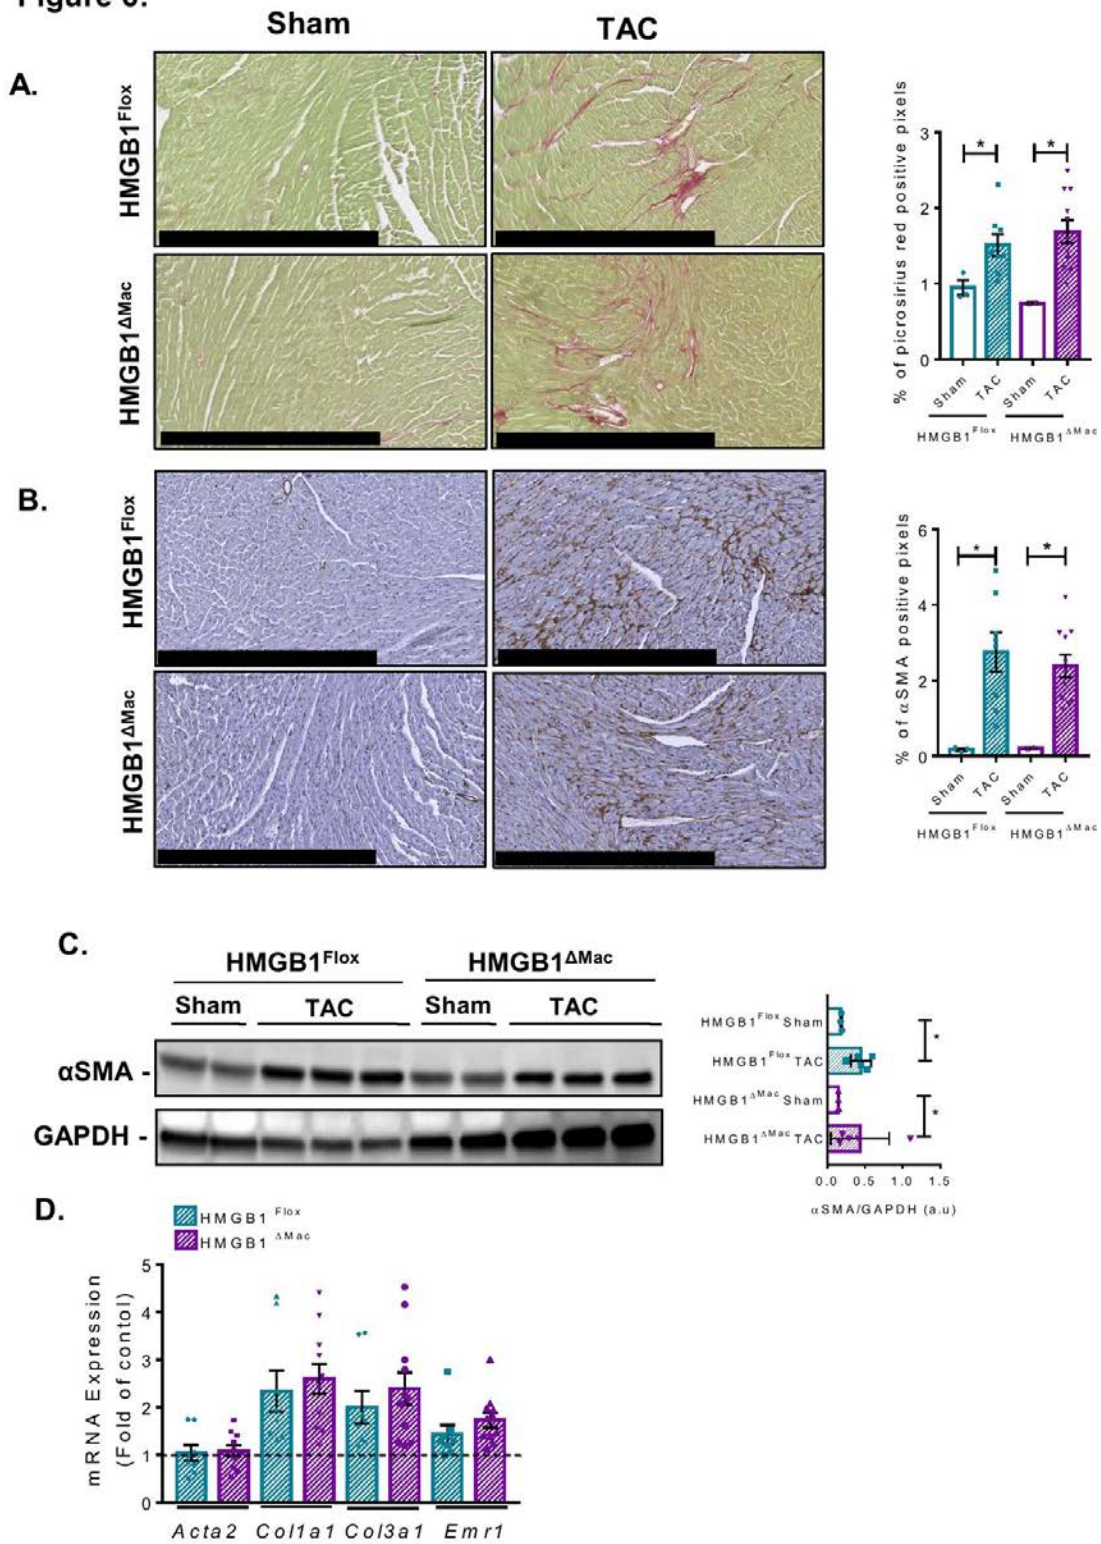 Figure 6.
Sham TAC
A.
HMGB1Flox
HMGB1ΔMac
% of picrosirius red positive pixels
3
2
1
0
Sham TAC Sham TAC
HMGB1Flox HMGB1ΔMac
*
*
B.
HMGB1Flox
HMGB1ΔMac
% of αSMA positive pixels
6
4
2
0
Sham TAC Sham TAC
HMGB1Flox HMGB1ΔMac
*
*
C.
HMGB1Flox HMGB1ΔMac
Sham TAC Sham TAC
αSMA -
GAPDH -
HMGB1Flox Sham
HMGB1Flox TAC
HMGB1ΔMac Sham
HMGB1ΔMac TAC
*
*
0.0 0.5 1.0 1.5
αSMA/GAPDH (a.u)
D.
HMGB1 Flox
HMGB1 ΔMac
mRNA Expression
(Fold of contol)
5
4
3
2
1
0
Acta2 Col1a1 Col3a1 Emr1